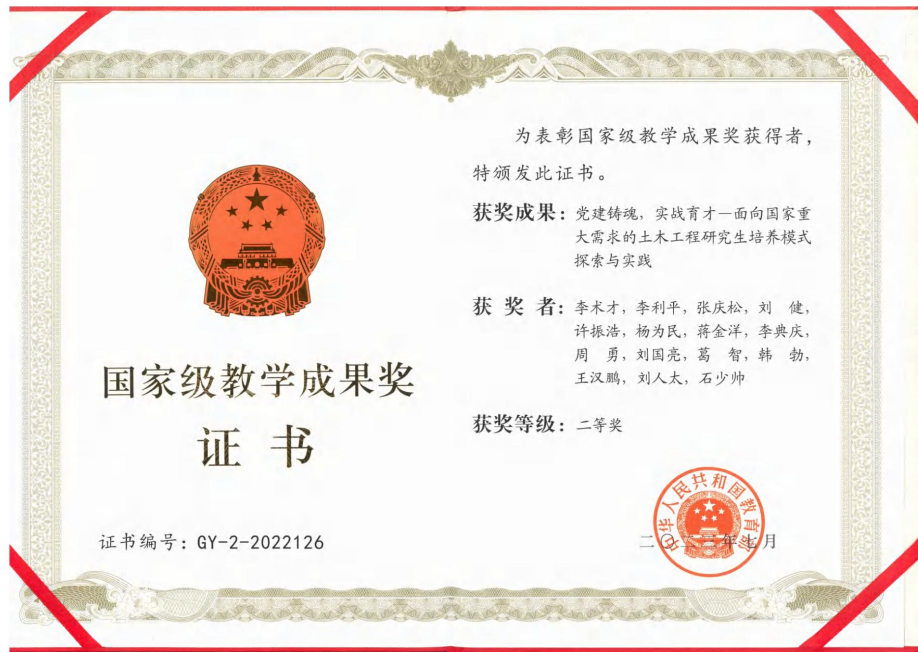 国家级教学成果奖
证书
证书编号：GY-2-2022126
为表彰国家级教学成果奖获得者，
特颁发此证书。
获奖成果：党建铸魂，实战育才—面向国家重
大需求的土木工程研究生培养模式
探索与实践
获奖者：李术才，李利平，张庆松，刘 健，
许振浩，杨为民，蒋金洋，李典庆，
周 勇，刘国亮，葛 智，韩 勃，
王汉鹏，刘人太，石少帅
获奖等级：二等奖
中华人民共和国教育部
二〇二三年七月